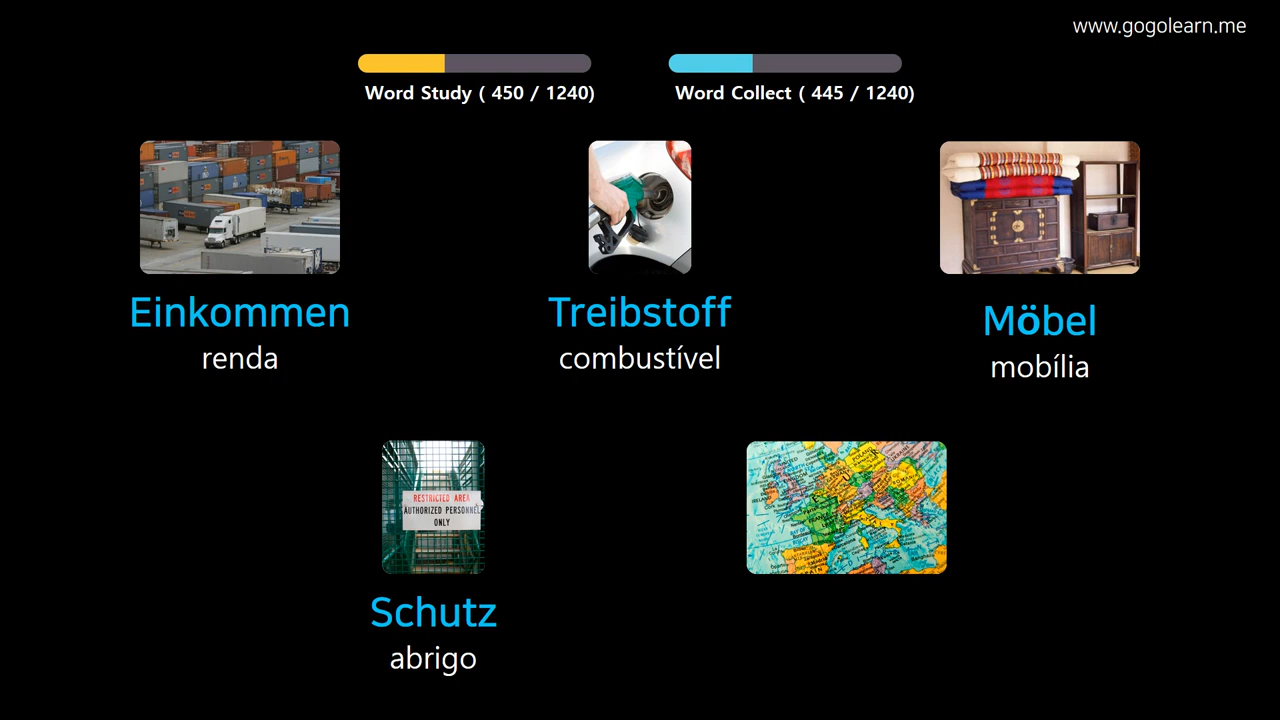 www.gogolearn.me
Word Study ( 450 / 1240)
Word Collect ( 445 / 1240)
Einkommen
renda
Treibstoff
combustível
Möbel
mobília
RESTRICTED AREA
AUTHORIZED PERSONNEL
ONLY
Schutz
abrigo